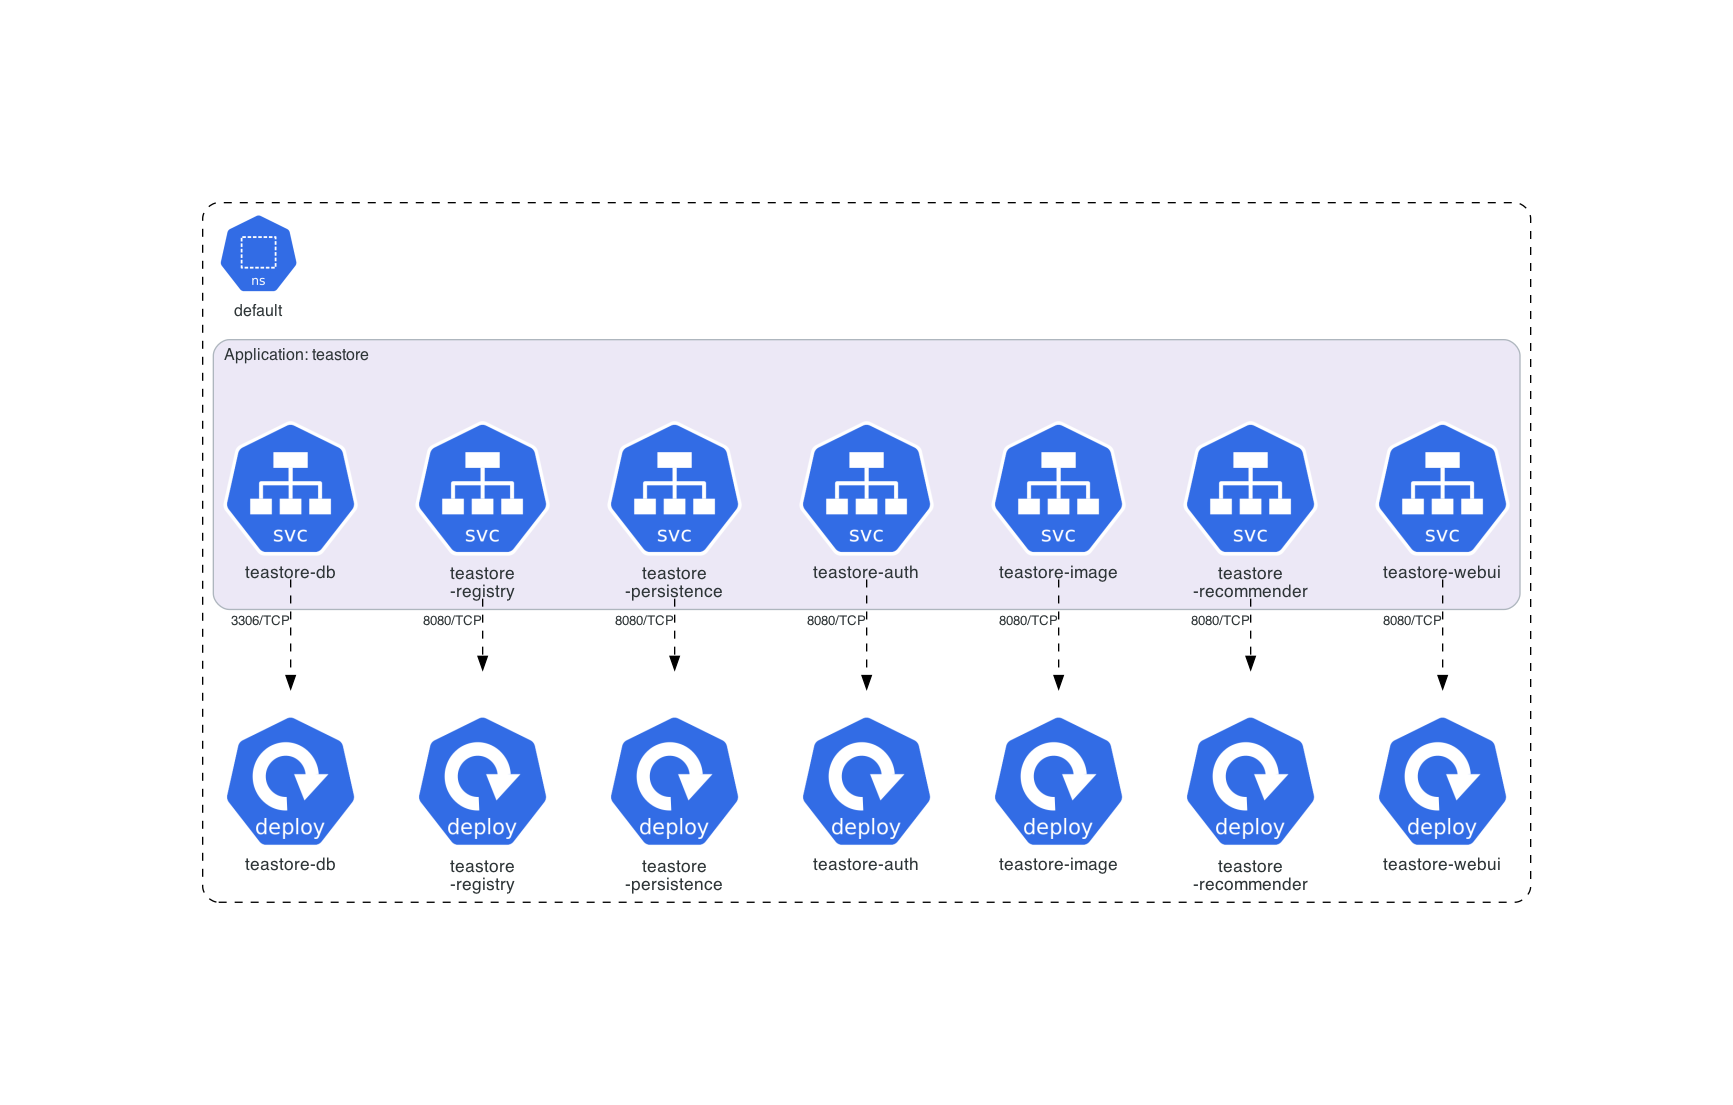 ns
default
Application: teastore
svc
svc
svc
svc
svc
svc
svc
teastore-db
teastore
-registry
teastore
-persistence
teastore-auth
teastore-image
teastore
-recommender
teastore-webui
3306/TCP
8080/TCP
8080/TCP
8080/TCP
8080/TCP
8080/TCP
8080/TCP
deploy
deploy
deploy
deploy
deploy
deploy
deploy
teastore-db
teastore
-registry
teastore
-persistence
teastore-auth
teastore-image
teastore
-recommender
teastore-webui